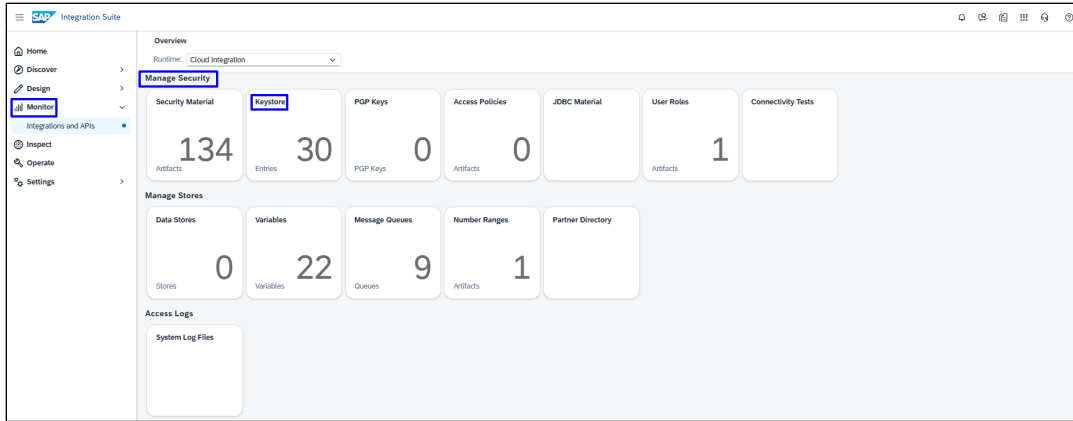 SAP Integration Suite
Home
Discover
Design
Monitor
Integrations and APIs
Inspect
Operate
Settings
Overview
Runtime: Cloud Integration
Manage Security
Security Material
134
Artifacts
Keystore
30
Entries
PGP Keys
0
PGP Keys
Access Policies
0
Artifacts
JDBC Material
User Roles
1
Artifacts
Connectivity Tests
Manage Stores
Data Stores
0
Stores
Variables
22
Variables
Message Queues
9
Queues
Number Ranges
1
Artifacts
Partner Directory
Access Logs
System Log Files